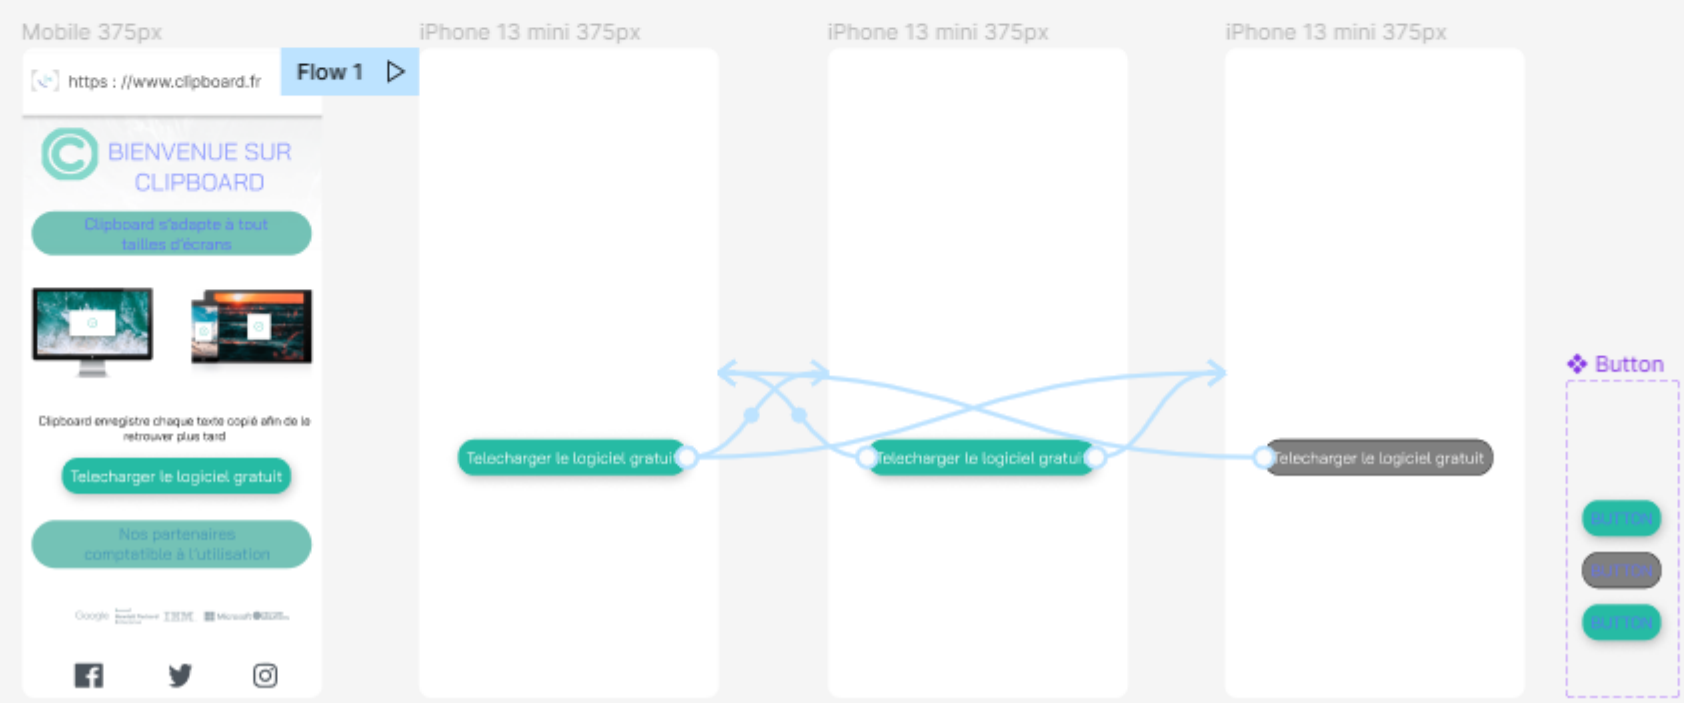 Mobile 375px
iPhone 13 mini 375px
iPhone 13 mini 375px
iPhone 13 mini 375px
https : //www.clipboard.fr
Flow 1
BIENVENUE SUR
CLIPBOARD
Clipboard s'adapte à tout
tailles d'écrans
Clipboard enregistre chaque texte copié afin de le
retrouver plus tard
Telecharger le logiciel gratuit
Nos partenaires
comptatible à l'utilisation
Google
IBM
Microsoft
Telecharger le logiciel gratuit
Telecharger le logiciel gratuit
Telecharger le logiciel gratuit
Button
BUTTON
BUTTON
BUTTON